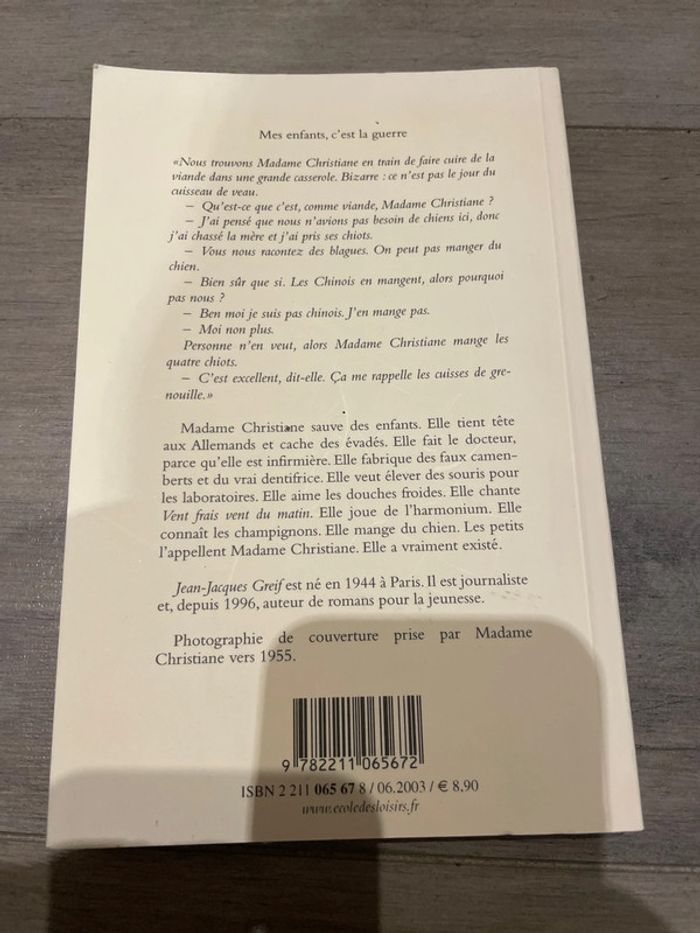 Mes enfants, c'est la guerre
«Nous trouvons Madame Christiane en train de faire cuire de la
viande dans une grande casserole. Bizarre : ce n'est pas le jour du
cuisseau de veau.
– Qu'est-ce que c'est, comme viande, Madame Christiane ?
– J'ai pensé que nous n'avions pas besoin de chiens ici, donc
j'ai chassé la mère et j'ai pris ses chiots.
– Vous nous racontez des blagues. On peut pas manger du
chien.
– Bien sûr que si. Les Chinois en mangent, alors pourquoi
pas nous ?
– Ben moi je suis pas chinois. J'en mange pas.
– Moi non plus.
Personne n'en veut, alors Madame Christiane mange les
quatre chiots.
– C'est excellent, dit-elle. Ça me rappelle les cuisses de gre-
nouille.»
Madame Christiane sauve des enfants. Elle tient tête
aux Allemands et cache des évadés. Elle fait le docteur,
parce qu'elle est infirmière. Elle fabrique des faux camem-
berts et du vrai dentifrice. Elle veut élever des souris pour
les laboratoires. Elle aime les douches froides. Elle chante
Vent frais vent du matin. Elle joue de l'harmonium. Elle
connaît les champignons. Elle mange du chien. Les petits
l'appellent Madame Christiane. Elle a vraiment existé.
Jean-Jacques Greif est né en 1944 à Paris. Il est journaliste
et, depuis 1996, auteur de romans pour la jeunesse.
Photographie de couverture prise par Madame
Christiane vers 1955.
9 782211 065672
ISBN 2 211 065 67 8 / 06.2003 / € 8,90
www.ecoledesloisirs.fr